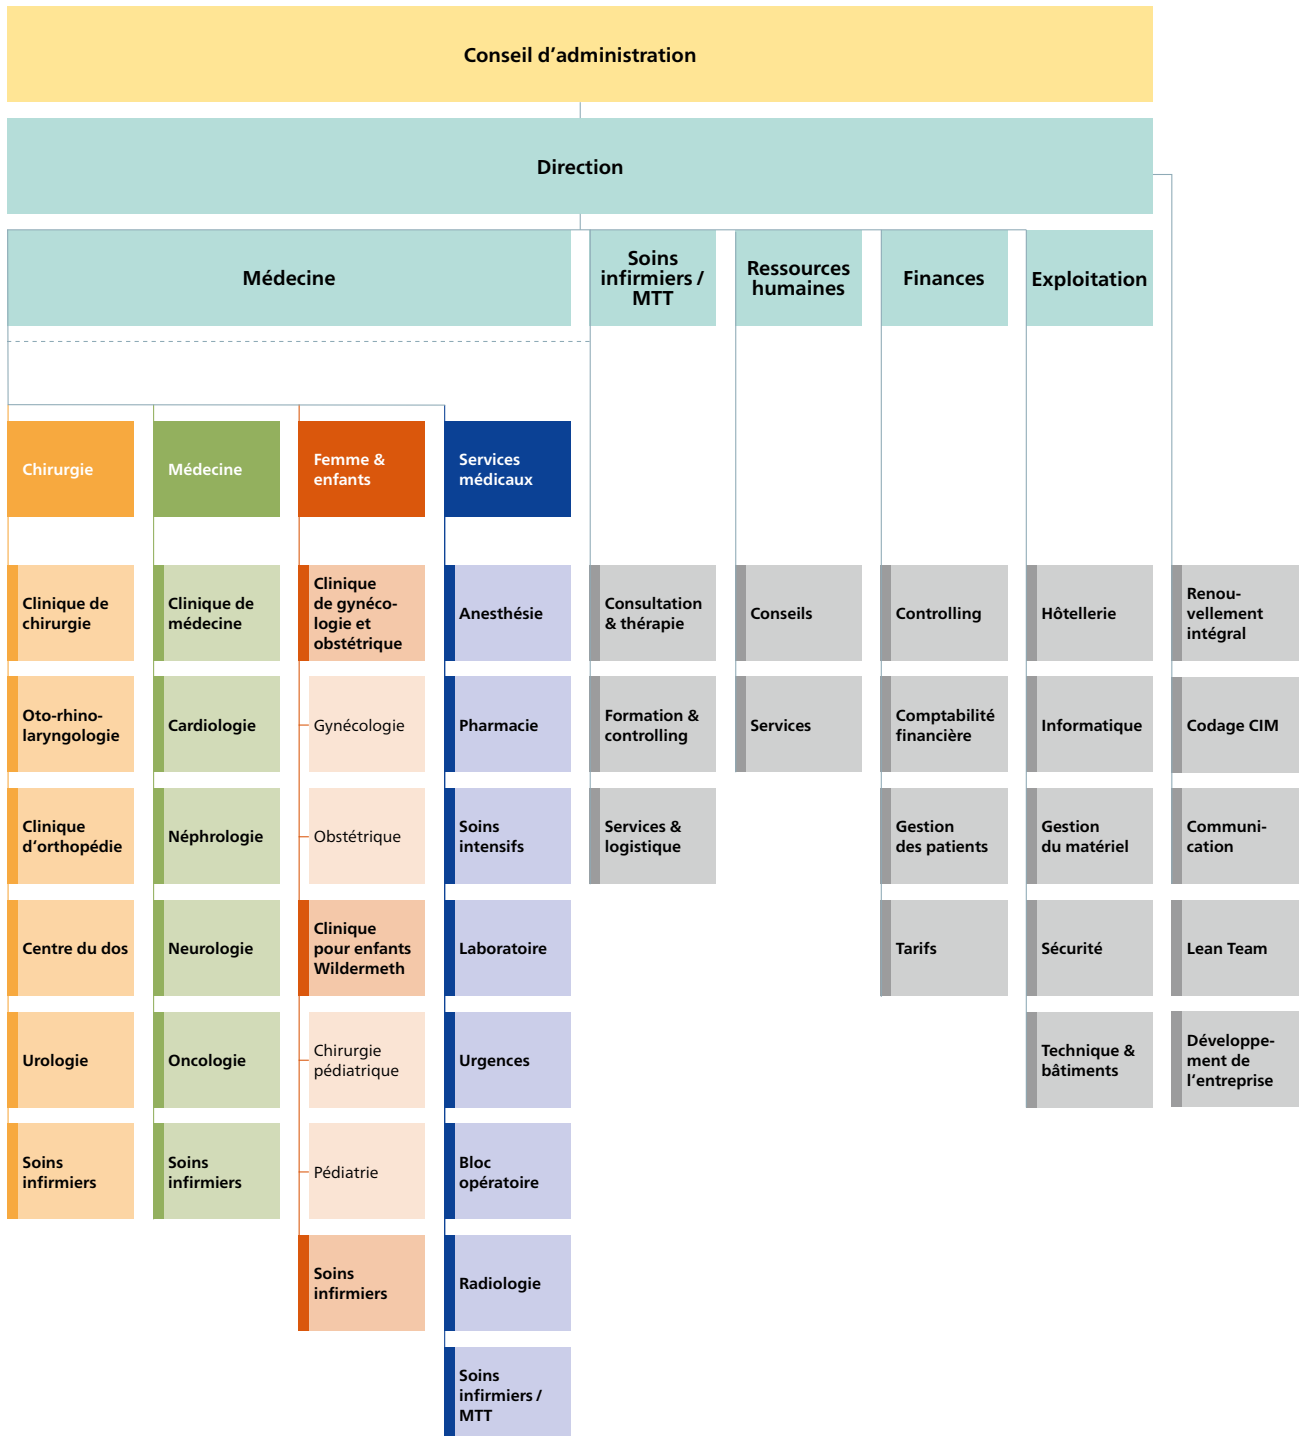 Conseil d’administration
Direction
Médecine
Soins
infirmiers /
MTT
Ressources
humaines
Finances
Exploitation
Chirurgie
Médecine
Femme &
enfants
Services
médicaux
Clinique de
chirurgie
Oto-rhino-
laryngologie
Clinique
d‘orthopédie
Centre du dos
Urologie
Soins
infirmiers
Clinique de
médecine
Cardiologie
Néphrologie
Neurologie
Oncologie
Soins
infirmiers
Clinique
de gynéco-
logie et
obstétrique
Gynécologie
Obstétrique
Clinique
pour enfants
Wildermeth
Chirurgie
pédiatrique
Pédiatrie
Soins
infirmiers
Anesthésie
Pharmacie
Soins
intensifs
Laboratoire
Urgences
Bloc
opératoire
Radiologie
Soins
infirmiers /
MTT
Consultation
& thérapie
Formation &
controlling
Services &
logistique
Conseils
Services
Controlling
Comptabilité
financière
Gestion
des patients
Tarifs
Hôtellerie
Informatique
Gestion
du matériel
Sécurité
Technique &
bâtiments
Renou-
vellement
intégral
Codage CIM
Communi-
cation
Lean Team
Développe-
ment de
l‘entreprise